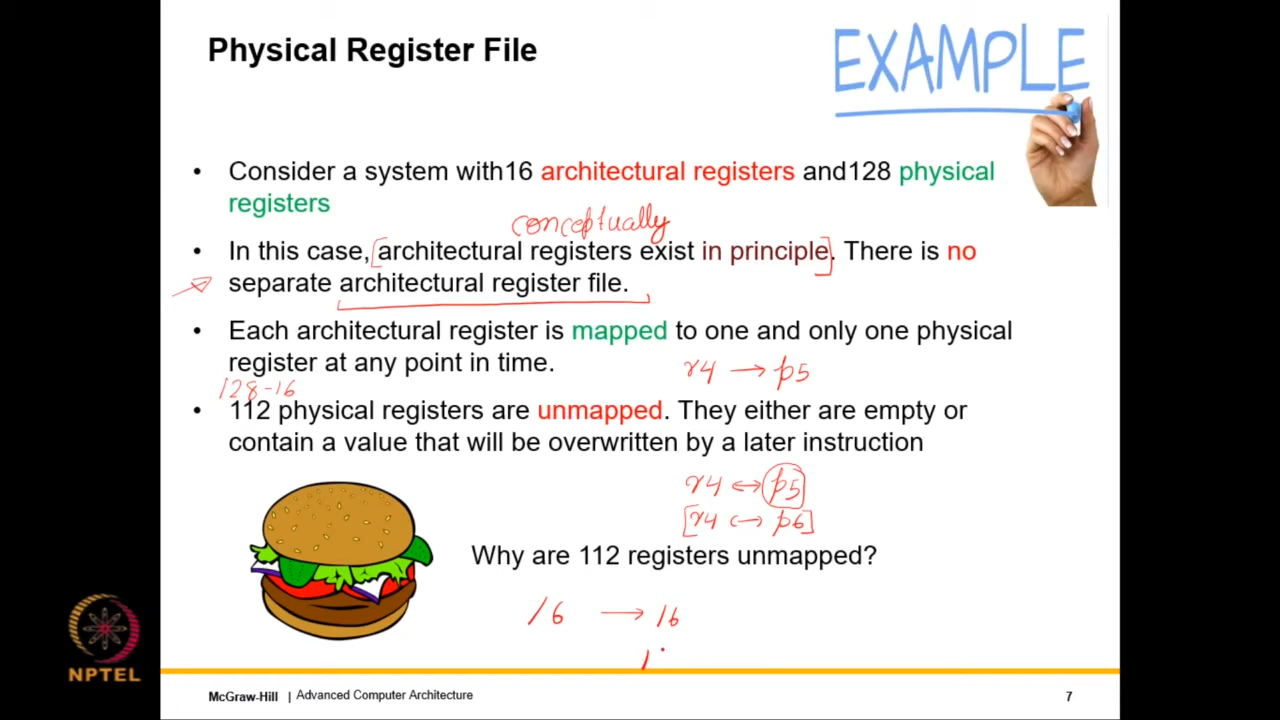 Physical Register File
EXAMPLE
• Consider a system with16 architectural registers and128 physical
registers
conceptually
• In this case, [architectural registers exist in principle]. There is no
separate architectural register file.
• Each architectural register is mapped to one and only one physical
register at any point in time.
r4 → p5
128-16
• 112 physical registers are unmapped. They either are empty or
contain a value that will be overwritten by a later instruction
r4 ↔ p5
[r4 ↔ p6]
Why are 112 registers unmapped?
16 → 16
NPTEL
McGraw-Hill | Advanced Computer Architecture
7